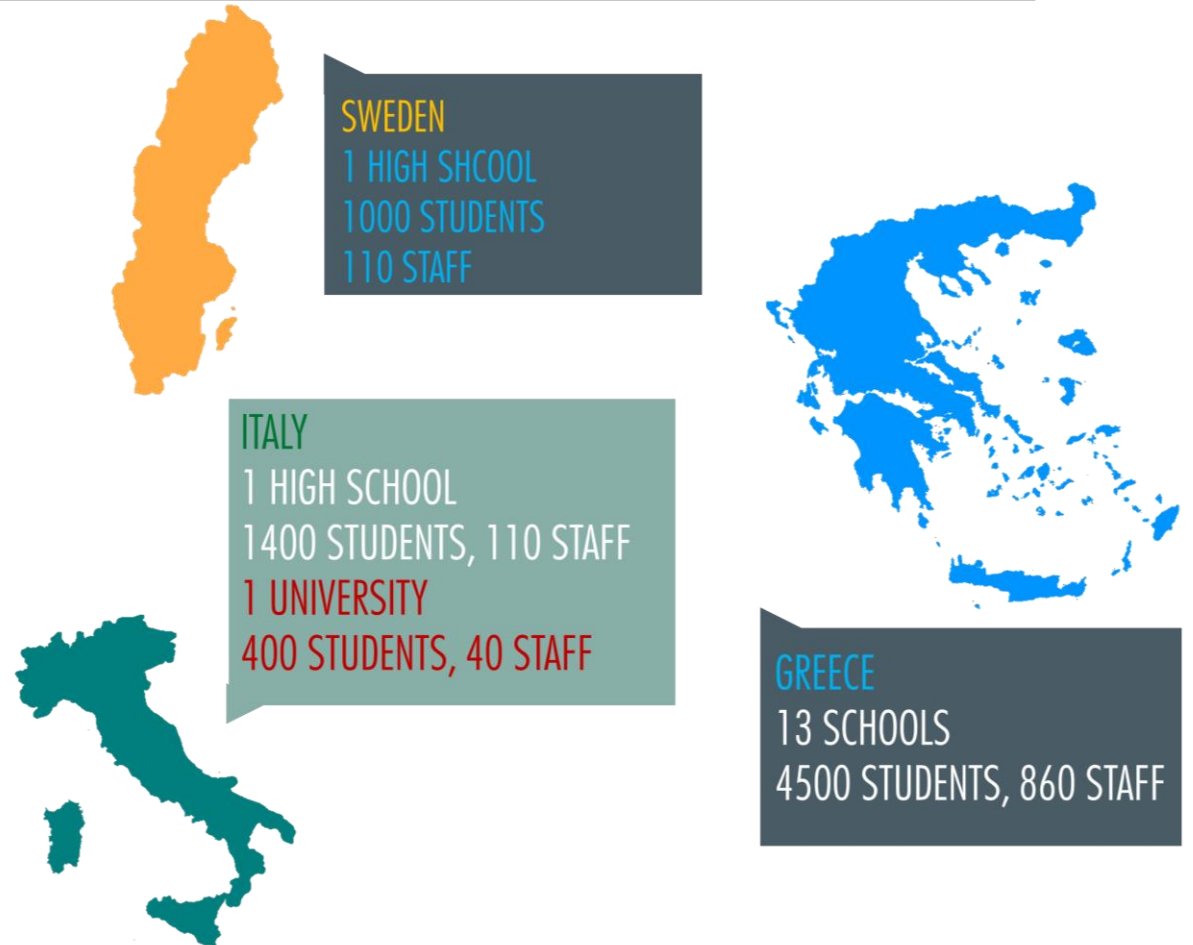 SWEDEN
1 HIGH SHCOOL
1000 STUDENTS
110 STAFF
ITALY
1 HIGH SCHOOL
1400 STUDENTS, 110 STAFF
1 UNIVERSITY
400 STUDENTS, 40 STAFF
GREECE
13 SCHOOLS
4500 STUDENTS, 860 STAFF